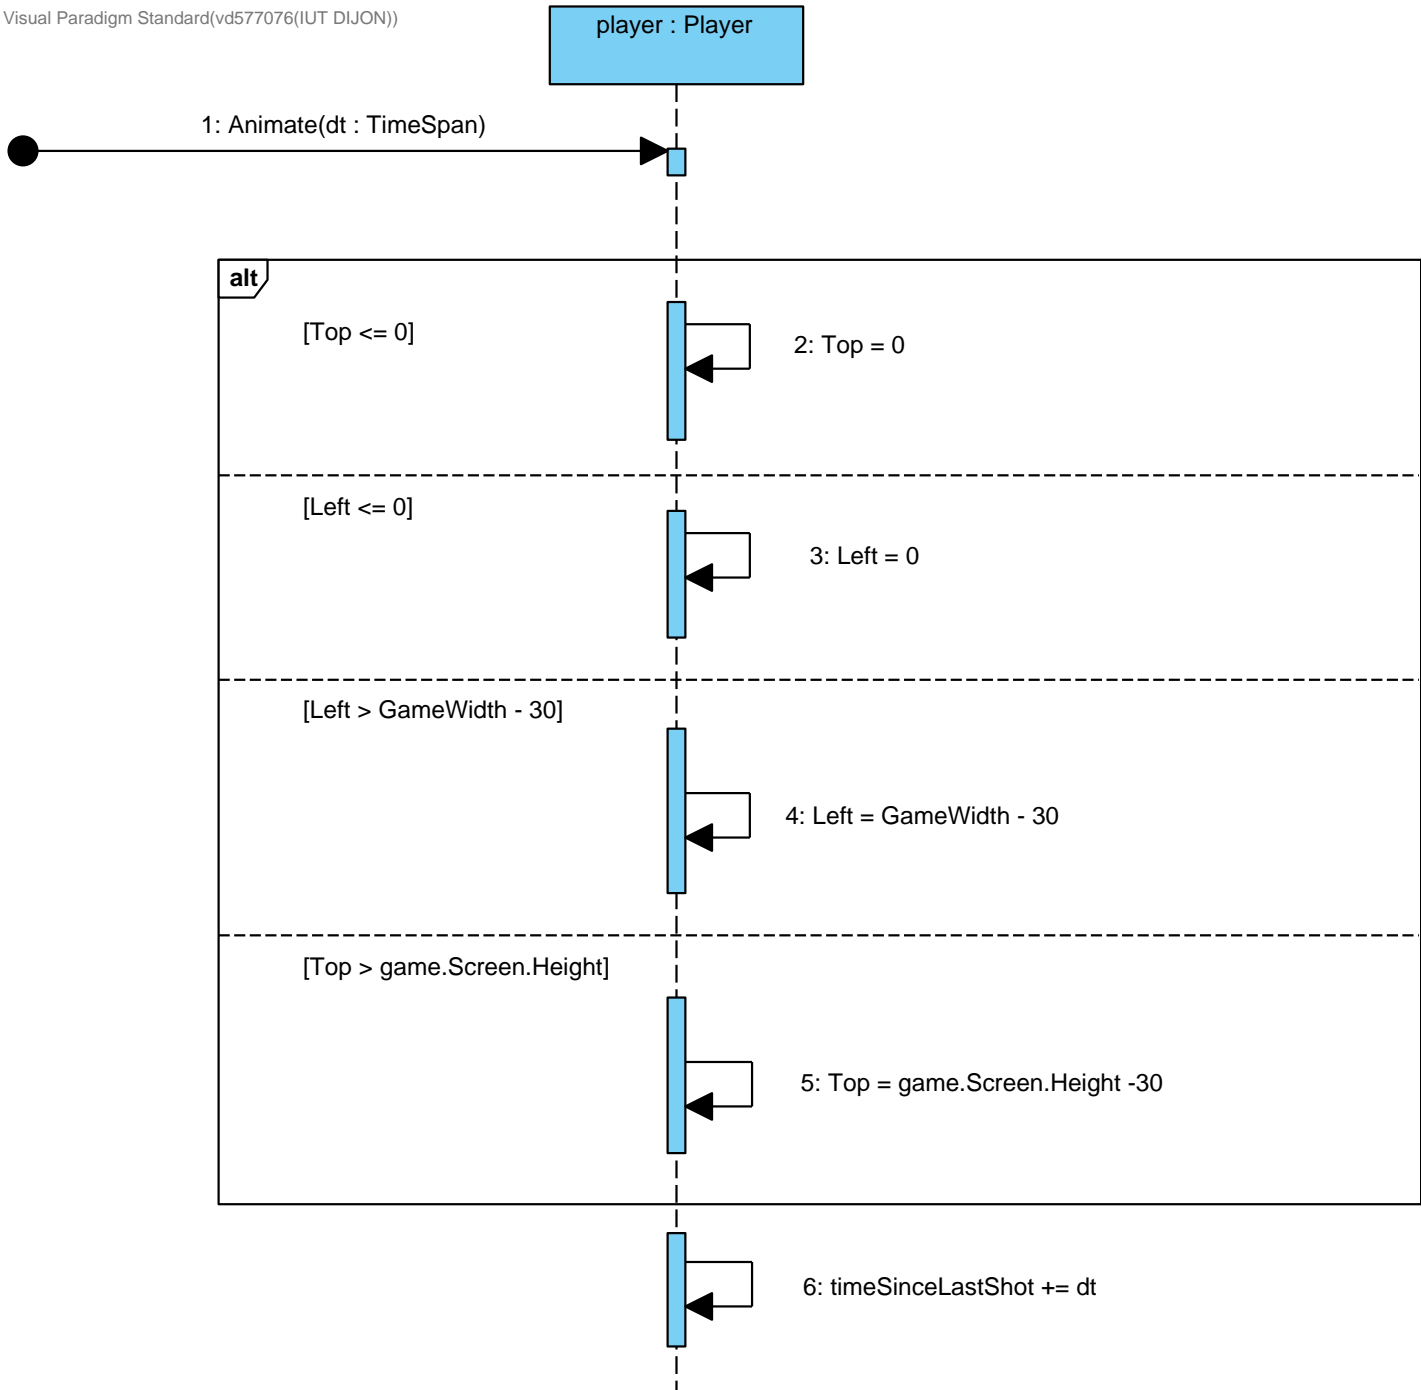 Visual Paradigm Standard(vd577076(IUT DIJON))
player : Player
1: Animate(dt : TimeSpan)
alt
[Top <= 0]
2: Top = 0
[Left <= 0]
3: Left = 0
[Left > GameWidth - 30]
4: Left = GameWidth - 30
[Top > game.Screen.Height]
5: Top = game.Screen.Height -30
6: timeSinceLastShot += dt